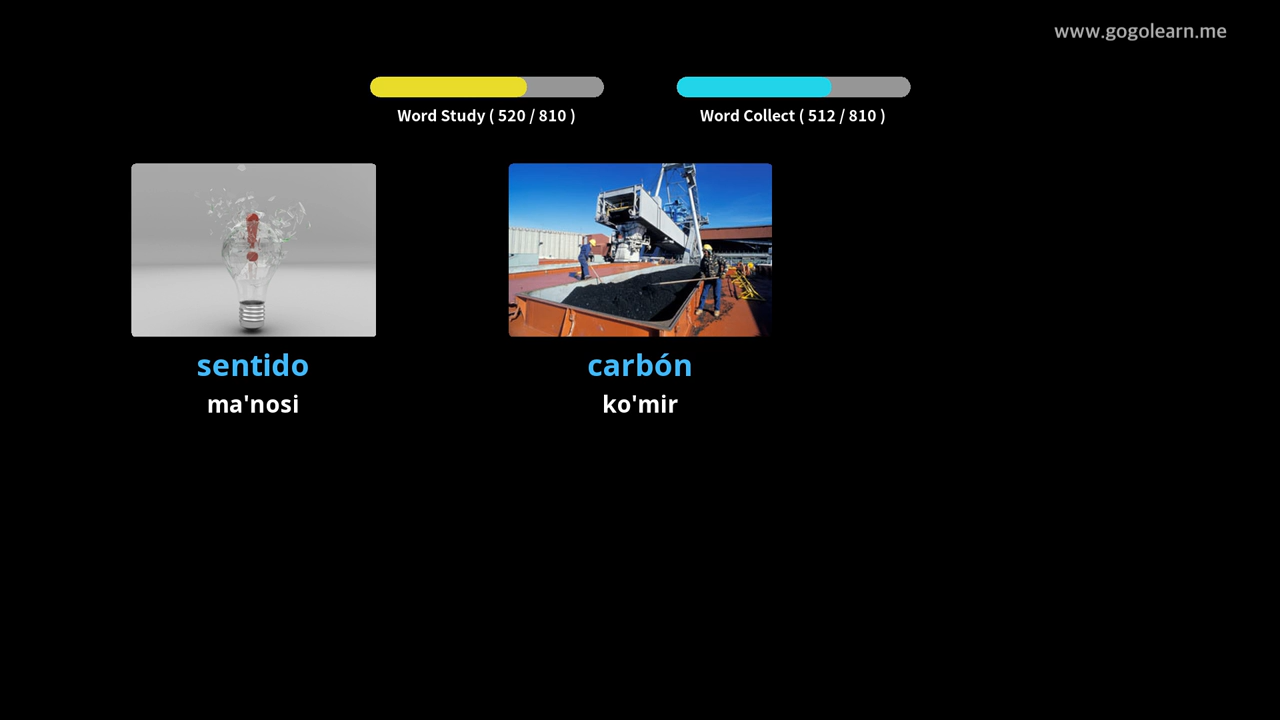 www.gogolearn.me
Word Study ( 520 / 810 )
Word Collect ( 512 / 810 )
sentido
ma'nosi
carbón
ko'mir